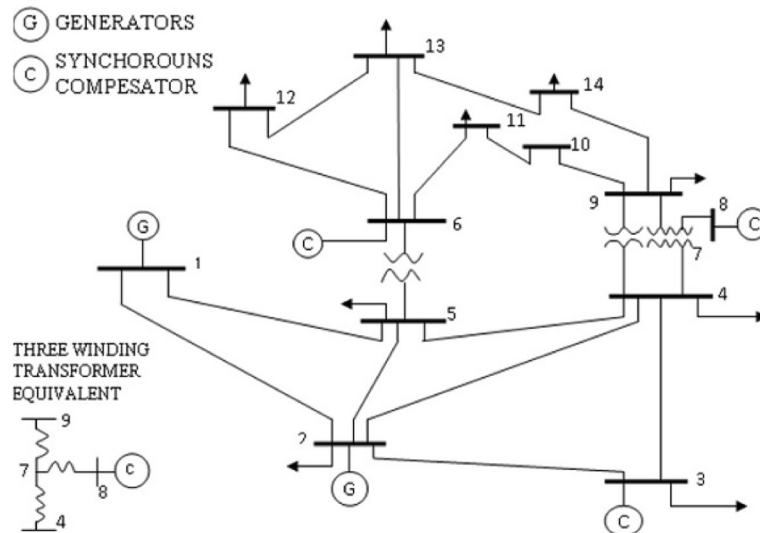 G GENERATORS
C SYNCHOROUNS
COMPESATOR
13
12
14
11
10
9
8
C
7
G
1
C
6
5
4
THREE WINDING
TRANSFORMER
EQUIVALENT
9
7
8
C
4
2
G
3
C